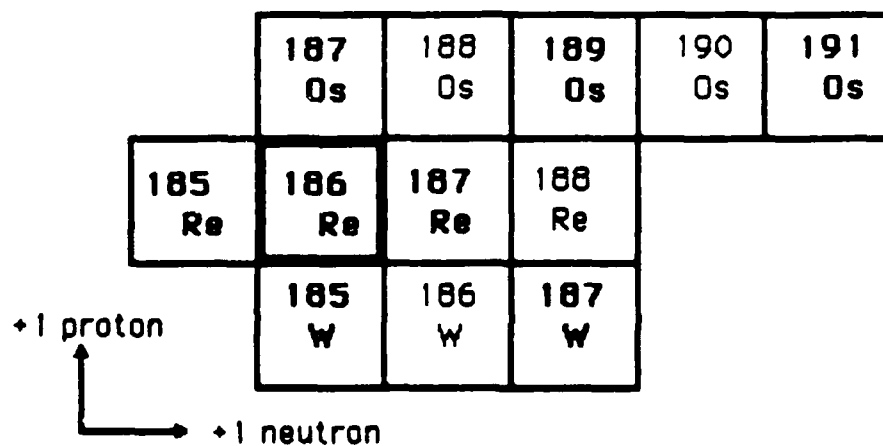 187 188 189 190 191
Os Os Os Os Os
185 186 187 188
Re Re Re Re
185 186 187
W W W
+1 proton
+1 neutron